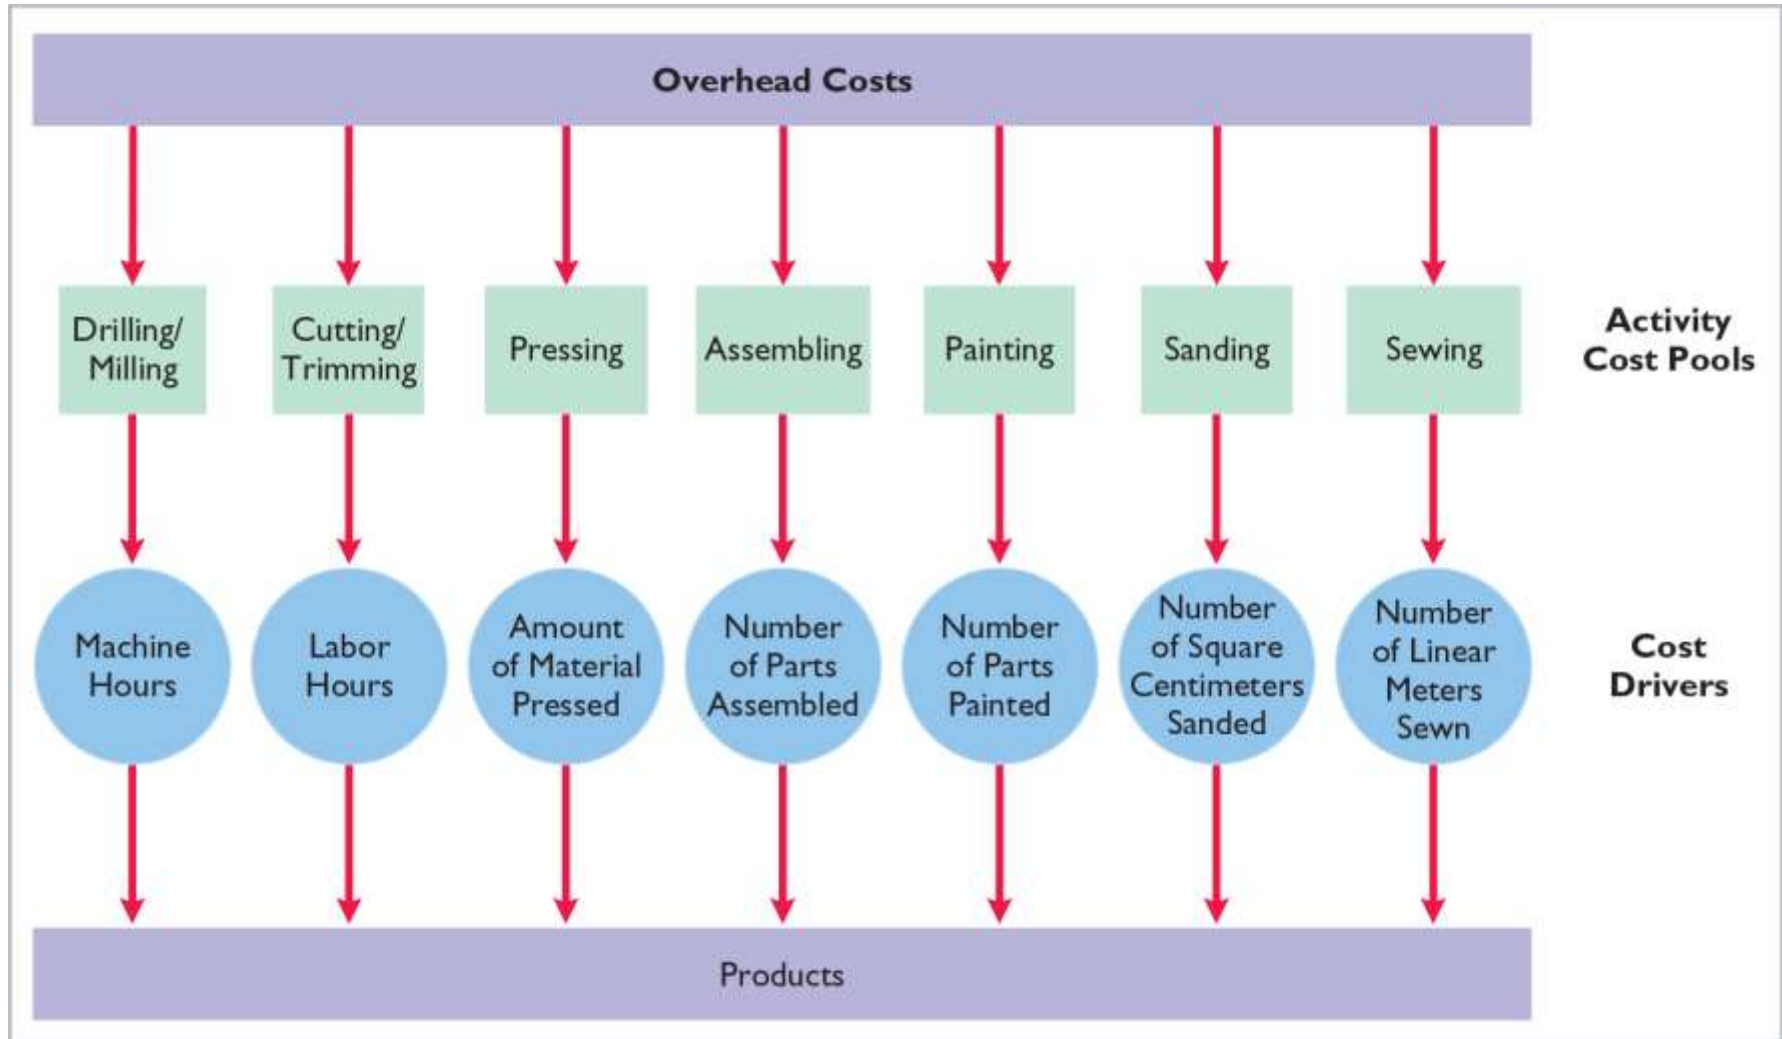 Overhead Costs
Drilling/
Milling
Cutting/
Trimming
Pressing
Assembling
Painting
Sanding
Sewing
Activity
Cost Pools
Machine
Hours
Labor
Hours
Amount
of Material
Pressed
Number
of Parts
Assembled
Number
of Parts
Painted
Number
of Square
Centimeters
Sanded
Number
of Linear
Meters
Sewn
Cost
Drivers
Products